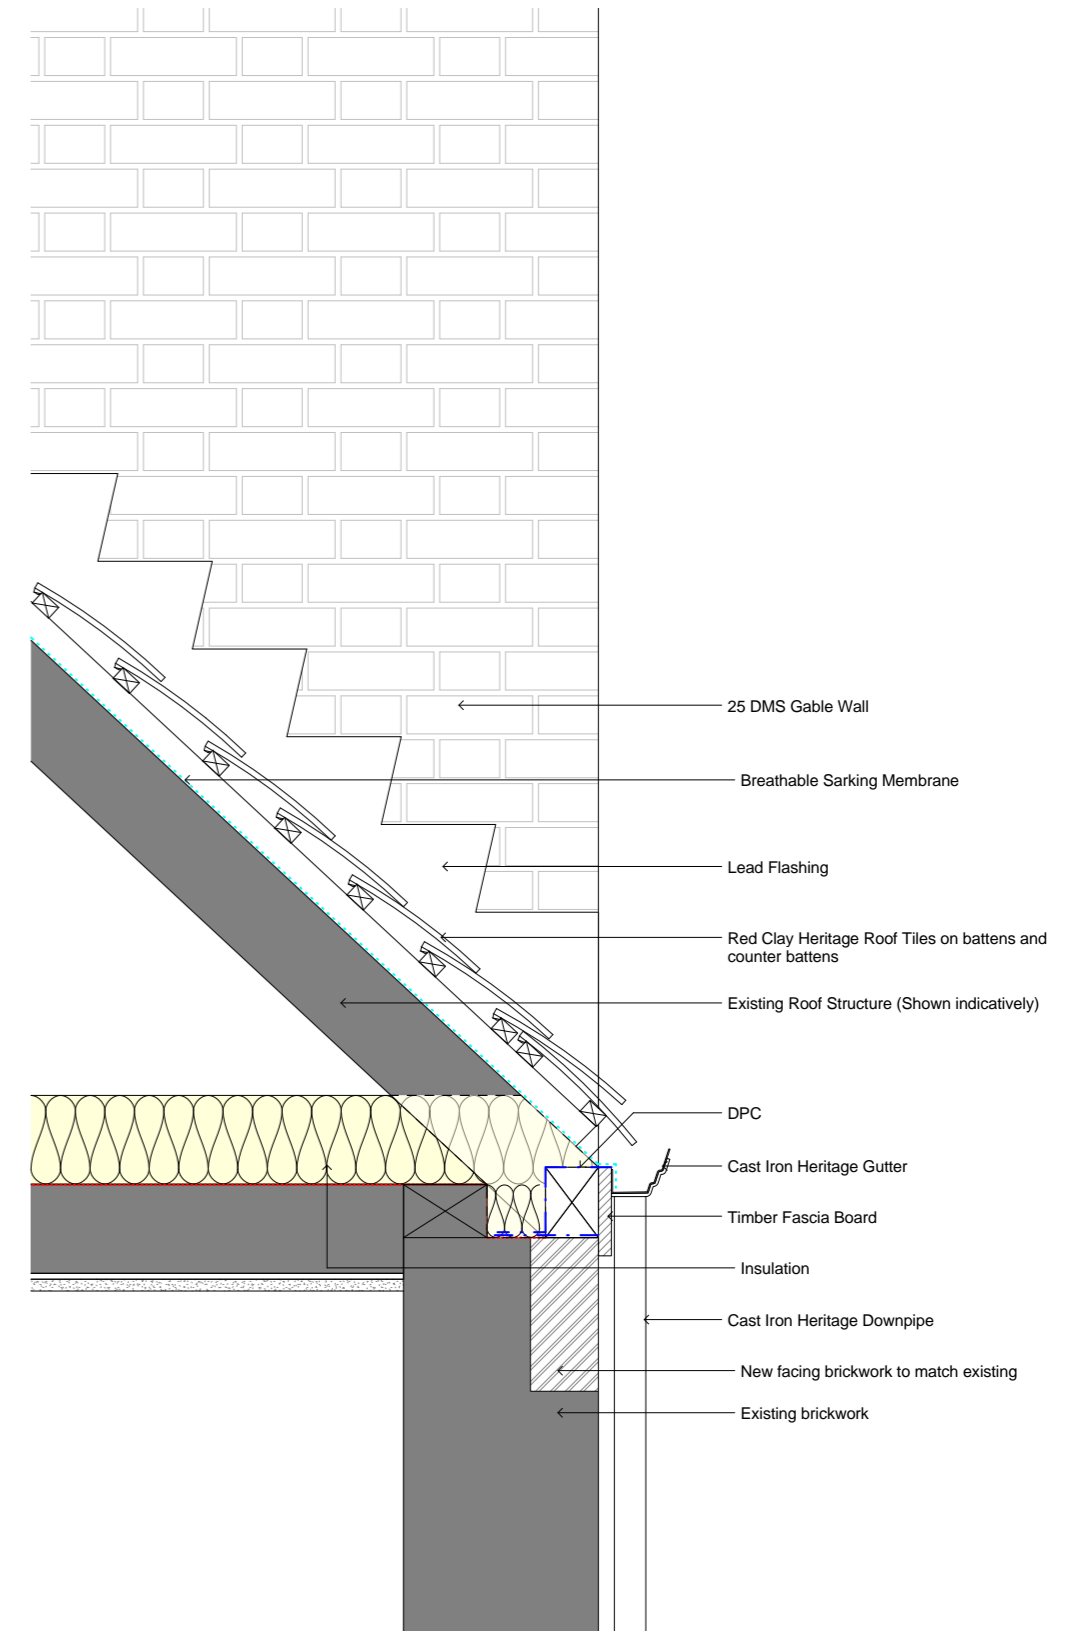 25 DMS Gable Wall
Breathable Sarking Membrane
Lead Flashing
Red Clay Heritage Roof Tiles on battens and
counter battens
Existing Roof Structure (Shown indicatively)
DPC
Cast Iron Heritage Gutter
Timber Fascia Board
Insulation
Cast Iron Heritage Downpipe
New facing brickwork to match existing
Existing brickwork